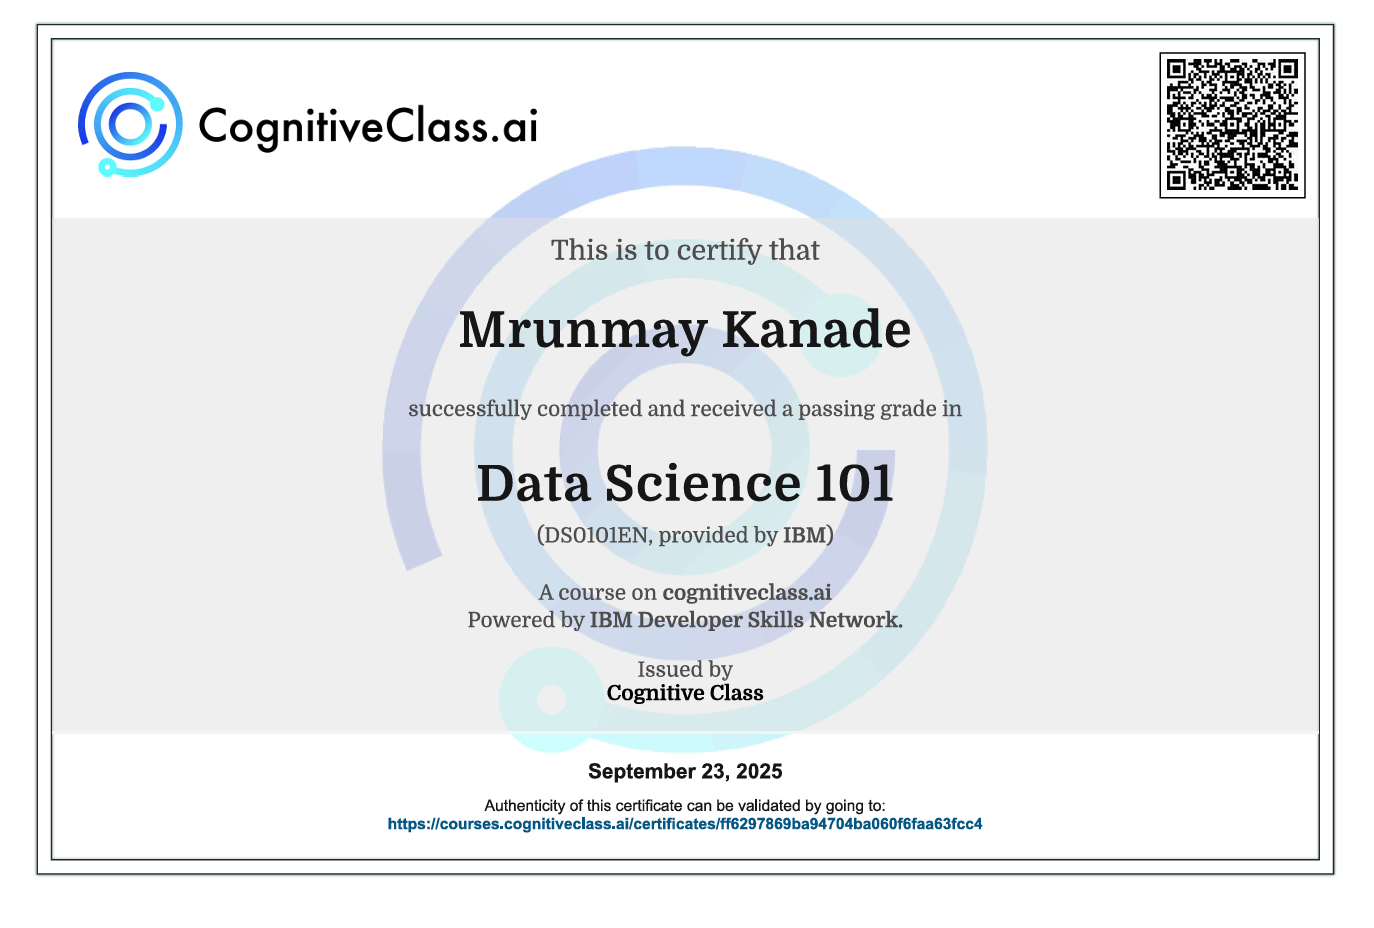 CognitiveClass.ai
This is to certify that
Mrunmay Kanade
successfully completed and received a passing grade in
Data Science 101
(DS0101EN, provided by IBM)
A course on cognitiveclass.ai
Powered by IBM Developer Skills Network.
Issued by
Cognitive Class
September 23, 2025
Authenticity of this certificate can be validated by going to:
https://courses.cognitiveclass.ai/certificates/ff6297869ba94704ba060f6faa63fcc4